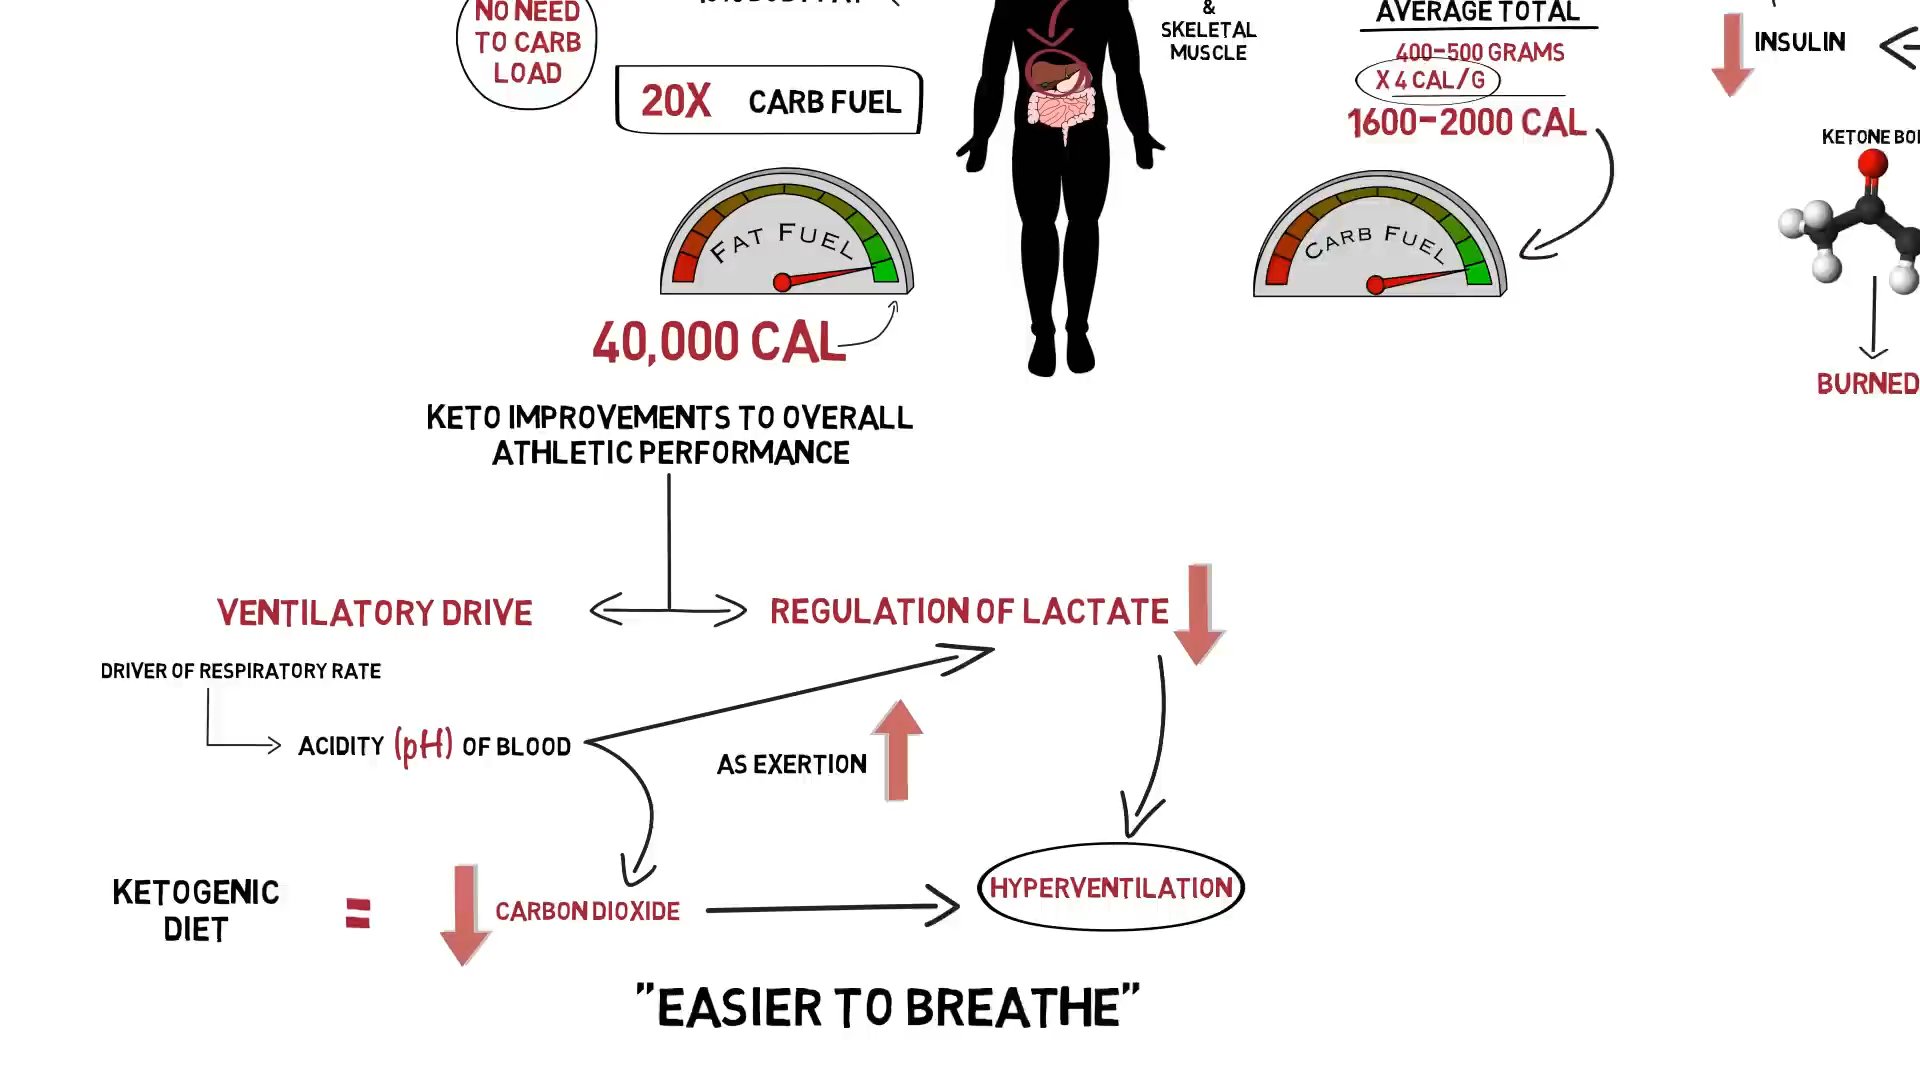 NO NEED
TO CARB
LOAD
20X CARB FUEL
FAT FUEL
40,000 CAL
&
SKELETAL
MUSCLE
AVERAGE TOTAL
400-500 GRAMS
X 4 CAL/G
1600-2000 CAL
CARB FUEL
INSULIN
KETONE
BURNED
KETO IMPROVEMENTS TO OVERALL
ATHLETIC PERFORMANCE
VENTILATORY DRIVE
REGULATION OF LACTATE
DRIVER OF RESPIRATORY RATE
ACIDITY (pH) OF BLOOD
AS EXERTION
KETOGENIC
DIET
=
CARBON DIOXIDE
HYPERVENTILATION
"EASIER TO BREATHE"